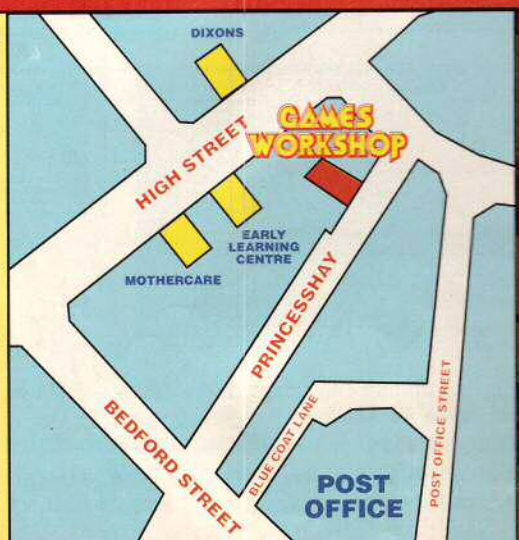 DIXONS
GAMES
WORKSHOP
HIGH STREET
EARLY
LEARNING
CENTRE
MOTHERCARE
PRINCESSHAY
BEDFORD STREET
BLUE COAT LANE
POST OFFICE STREET
POST
OFFICE